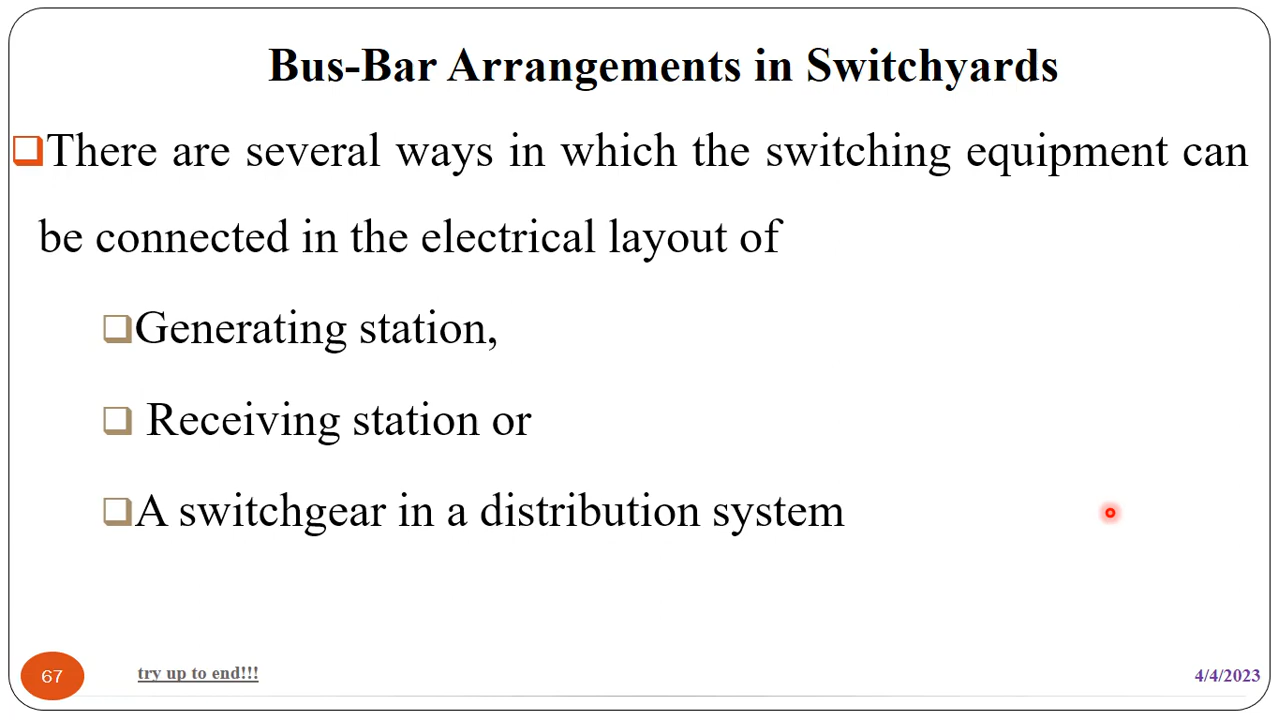 Bus-Bar Arrangements in Switchyards
There are several ways in which the switching equipment can
be connected in the electrical layout of
Generating station,
Receiving station or
A switchgear in a distribution system
67
try up to end!!!
4/4/2023